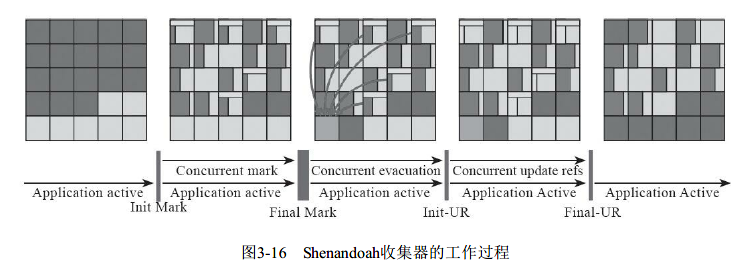 Concurrent mark
Concurrent evacuation
Concurrent update refs
Application active
Application active
Application active
Application Active
Application Active
Init Mark
Final Mark
Init-UR
Final-UR
图3-16 Shenandoah收集器的工作过程